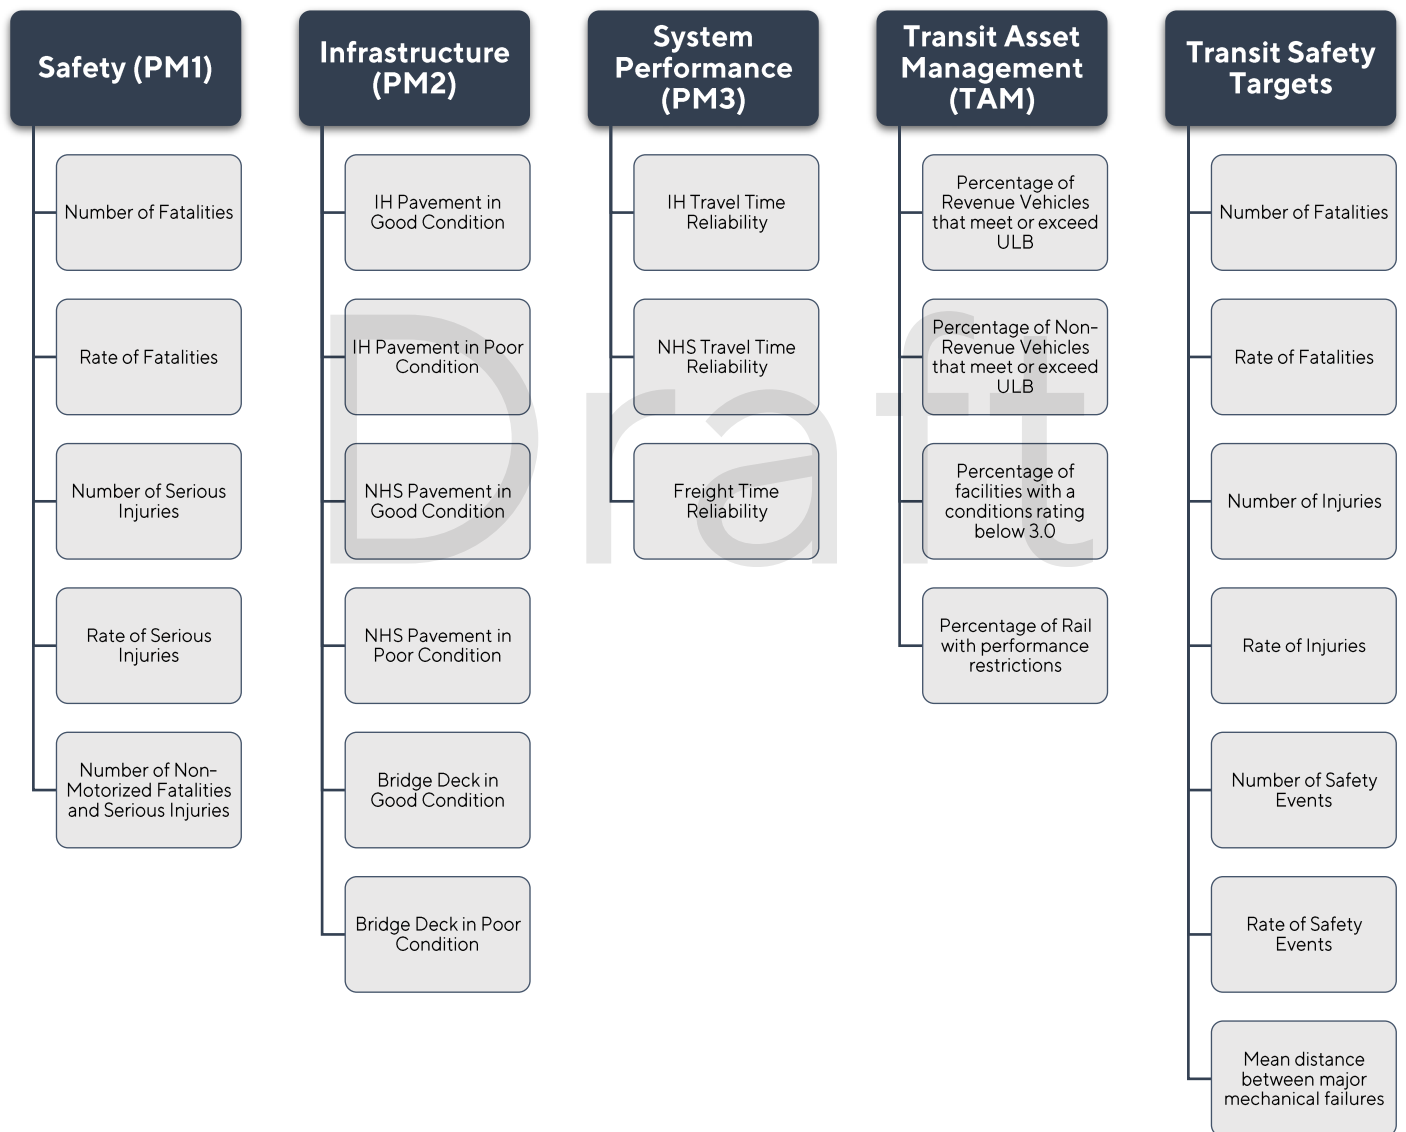 Safety (PM1)
Number of Fatalities
Rate of Fatalities
Number of Serious
Injuries
Rate of Serious
Injuries
Number of Non-
Motorized Fatalities
and Serious Injuries
Infrastructure
(PM2)
IH Pavement in
Good Condition
IH Pavement in Poor
Condition
NHS Pavement in
Good Condition
NHS Pavement in
Poor Condition
Bridge Deck in
Good Condition
Bridge Deck in Poor
Condition
System
Performance
(PM3)
IH Travel Time
Reliability
NHS Travel Time
Reliability
Freight Time
Reliability
Transit Asset
Management
(TAM)
Percentage of
Revenue Vehicles
that meet or exceed
ULB
Percentage of Non-
Revenue Vehicles
that meet or exceed
ULB
Percentage of
facilities with a
conditions rating
below 3.0
Percentage of Rail
with performance
restrictions
Transit Safety
Targets
Number of Fatalities
Rate of Fatalities
Number of Injuries
Rate of Injuries
Number of Safety
Events
Rate of Safety
Events
Mean distance
between major
mechanical failures
Draft